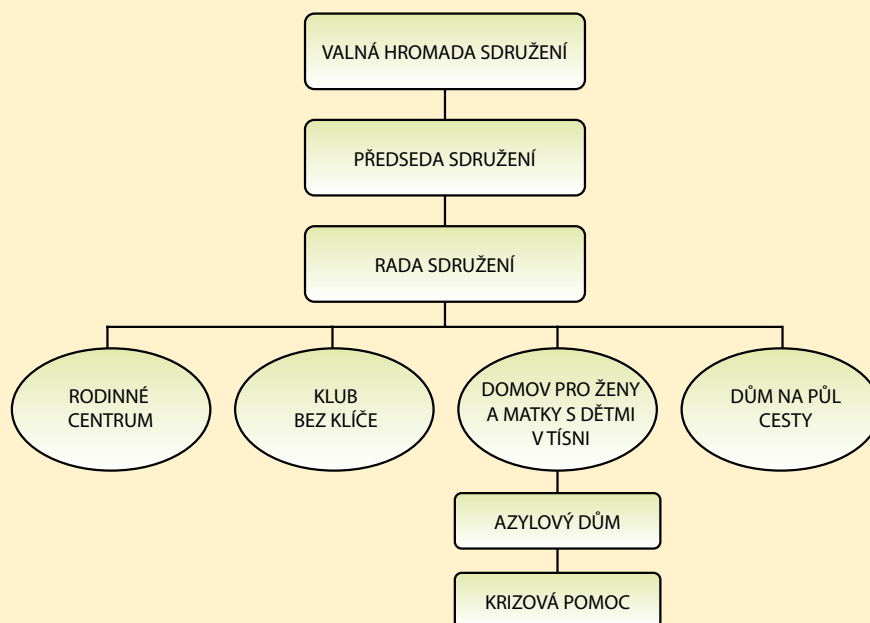 VALNÁ HROMADA SDRUŽENÍ
PŘEDSEDA SDRUŽENÍ
RADA SDRUŽENÍ
RODINNÉ
CENTRUM
KLUB
BEZ KLÍČE
DOMOV PRO ŽENY
A MATKY S DĚTMI
V TÍSNI
DŮM NA PŮL
CESTY
AZYLOVÝ DŮM
KRIZOVÁ POMOC